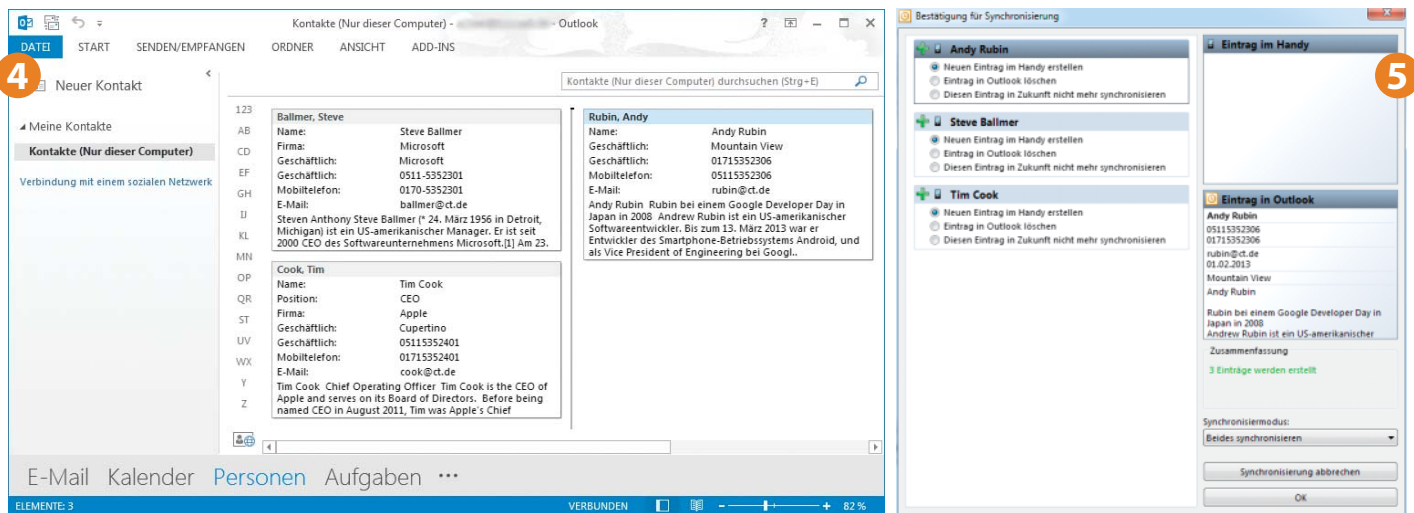 4
Kontakte (Nur dieser Computer) - - Outlook
DATEI START SENDEN/EMPFANGEN ORDNER ANSICHT ADD-INS
Neuer Kontakt
Meine Kontakte
Kontakte (Nur dieser Computer)
Verbindung mit einem sozialen Netzwerk
Kontakte (Nur dieser Computer) durchsuchen (Strg+E)
123
AB
CD
EF
GH
IJ
KL
MN
OP
QR
ST
UV
WX
Y
Z
Ballmer, Steve
Name: Steve Ballmer
Firma: Microsoft
Geschäftlich: Microsoft
Geschäftlich: 0511-5352301
Mobiltelefon: 0170-5352301
E-Mail: ballmer@ct.de
Steven Anthony Steve Ballmer (* 24. März 1956 in Detroit,
Michigan) ist ein US-amerikanischer Manager. Er ist seit
2000 CEO des Softwareunternehmens Microsoft.[1] Am 23.
Cook, Tim
Name: Tim Cook
Position: CEO
Firma: Apple
Geschäftlich: Cupertino
Geschäftlich: 05115352401
Mobiltelefon: 01715352401
E-Mail: cook@ct.de
Tim Cook Chief Operating Officer Tim Cook is the CEO of
Apple and serves on its Board of Directors. Before being
named CEO in August 2011, Tim was Apple's Chief
Rubin, Andy
Name: Andy Rubin
Geschäftlich: Mountain View
Geschäftlich: 01715352306
Mobiltelefon: 05115352306
E-Mail: rubin@ct.de
Andy Rubin Rubin bei einem Google Developer Day in
Japan in 2008 Andrew Rubin ist ein US-amerikanischer
Softwareentwickler. Bis zum 13. März 2013 war er
Entwickler des Smartphone-Betriebssystems Android, und
als Vice President of Engineering bei Googl..
E-Mail Kalender Personen Aufgaben ···
ELEMENTE: 3 VERBUNDEN 82 %
5
Bestätigung für Synchronisierung
Andy Rubin
Neuen Eintrag im Handy erstellen
Eintrag in Outlook löschen
Diesen Eintrag in Zukunft nicht mehr synchronisieren
Steve Ballmer
Neuen Eintrag im Handy erstellen
Eintrag in Outlook löschen
Diesen Eintrag in Zukunft nicht mehr synchronisieren
Tim Cook
Neuen Eintrag im Handy erstellen
Eintrag in Outlook löschen
Diesen Eintrag in Zukunft nicht mehr synchronisieren
Eintrag im Handy
Eintrag in Outlook
Andy Rubin
05115352306
01715352306
rubin@ct.de
01.02.2013
Mountain View
Andy Rubin
Rubin bei einem Google Developer Day in
Japan in 2008
Andrew Rubin ist ein US-amerikanischer
Zusammenfassung
3 Einträge werden erstellt
Synchronisiermodus:
Beides synchronisieren
Synchronisierung abbrechen
OK